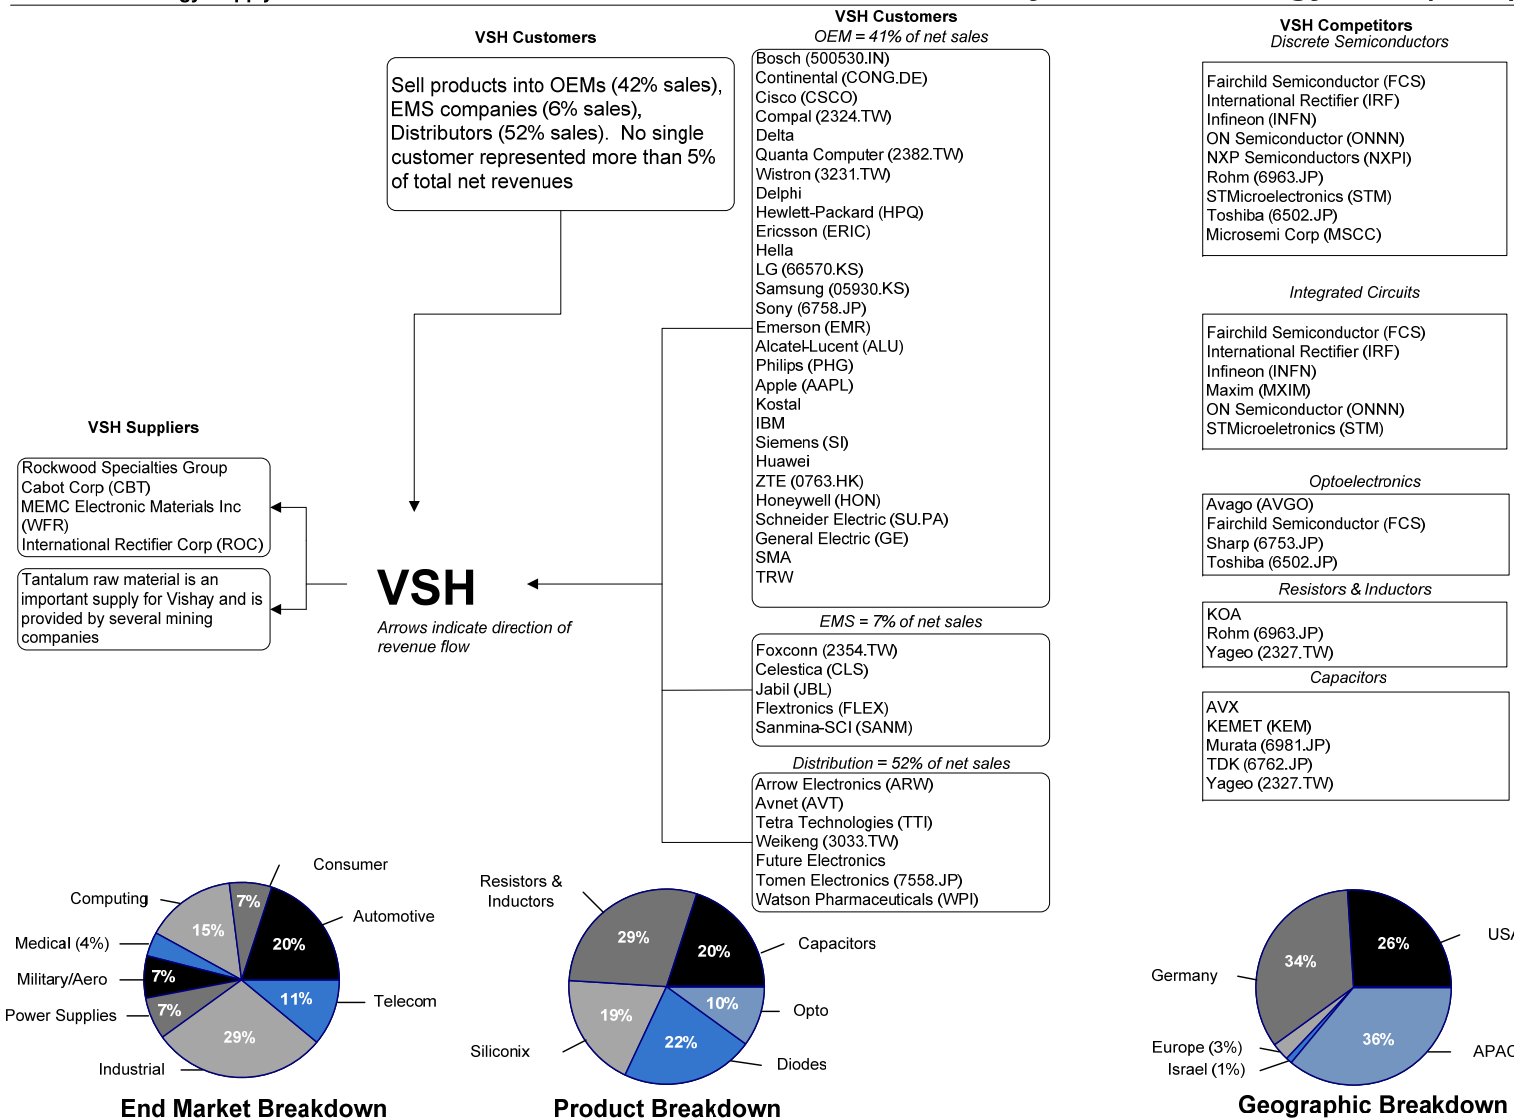 VSH Customers
Sell products into OEMs (42% sales),
EMS companies (6% sales),
Distributors (52% sales).  No single
customer represented more than 5%
of total net revenues
VSH Customers
OEM = 41% of net sales
Bosch (500530.IN)
Continental (CONG.DE)
Cisco (CSCO)
Compal (2324.TW)
Delta
Quanta Computer (2382.TW)
Wistron (3231.TW)
Delphi
Hewlett-Packard (HPQ)
Ericsson (ERIC)
Hella
LG (66570.KS)
Samsung (05930.KS)
Sony (6758.JP)
Emerson (EMR)
Alcatel-Lucent (ALU)
Philips (PHG)
Apple (AAPL)
Kostal
IBM
Siemens (SI)
Huawei
ZTE (0763.HK)
Honeywell (HON)
Schneider Electric (SU.PA)
General Electric (GE)
SMA
TRW
EMS = 7% of net sales
Foxconn (2354.TW)
Celestica (CLS)
Jabil (JBL)
Flextronics (FLEX)
Sanmina-SCI (SANM)
Distribution = 52% of net sales
Arrow Electronics (ARW)
Avnet (AVT)
Tetra Technologies (TTI)
Weikeng (3033.TW)
Future Electronics
Tomen Electronics (7558.JP)
Watson Pharmaceuticals (WPI)
VSH Competitors
Discrete Semiconductors
Fairchild Semiconductor (FCS)
International Rectifier (IRF)
Infineon (INFN)
ON Semiconductor (ONNN)
NXP Semiconductors (NXPI)
Rohm (6963.JP)
STMicroelectronics (STM)
Toshiba (6502.JP)
Microsemi Corp (MSCC)
Integrated Circuits
Fairchild Semiconductor (FCS)
International Rectifier (IRF)
Infineon (INFN)
Maxim (MXIM)
ON Semiconductor (ONNN)
STMicroeletronics (STM)
Optoelectronics
Avago (AVGO)
Fairchild Semiconductor (FCS)
Sharp (6753.JP)
Toshiba (6502.JP)
Resistors & Inductors
KOA
Rohm (6963.JP)
Yageo (2327.TW)
Capacitors
AVX
KEMET (KEM)
Murata (6981.JP)
TDK (6762.JP)
Yageo (2327.TW)
VSH Suppliers
Rockwood Specialties Group
Cabot Corp (CBT)
MEMC Electronic Materials Inc
(WFR)
International Rectifier Corp (ROC)
Tantalum raw material is an
important supply for Vishay and is
provided by several mining
companies
VSH
Arrows indicate direction of
revenue flow
Consumer
Computing
Automotive
Medical (4%)
Military/Aero
Telecom
Power Supplies
Industrial
7%
15%
20%
7%
11%
7%
29%
End Market Breakdown
Resistors &
Inductors
Capacitors
Opto
Siliconix
Diodes
29%
20%
10%
19%
22%
Product Breakdown
USA
Germany
Europe (3%)
Israel (1%)
APAC
26%
34%
36%
Geographic Breakdown